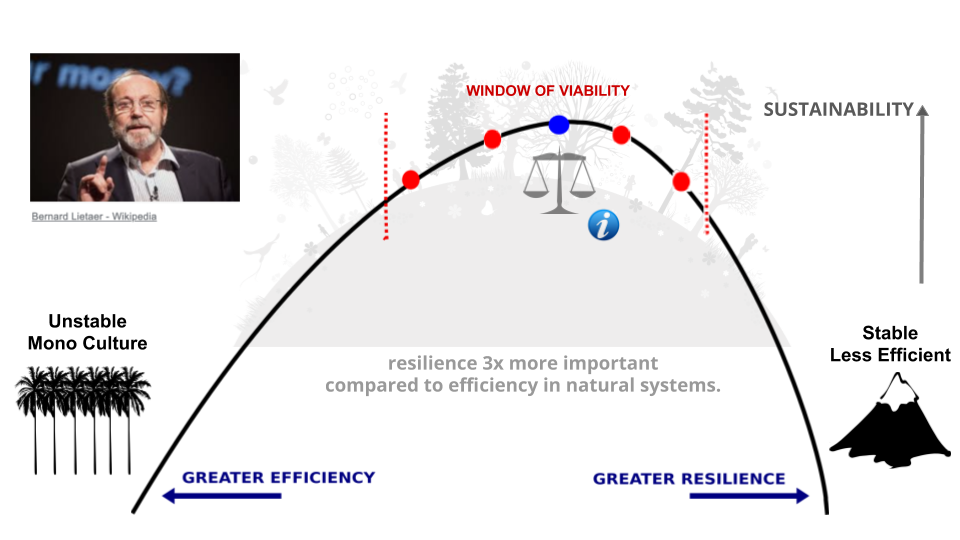 r money?
WINDOW OF VIABILITY
SUSTAINABILITY
Bernard Lietaer - Wikipedia
i
Unstable
Mono Culture
Stable
Less Efficient
resilience 3x more important
compared to efficiency in natural systems.
GREATER EFFICIENCY
GREATER RESILIENCE